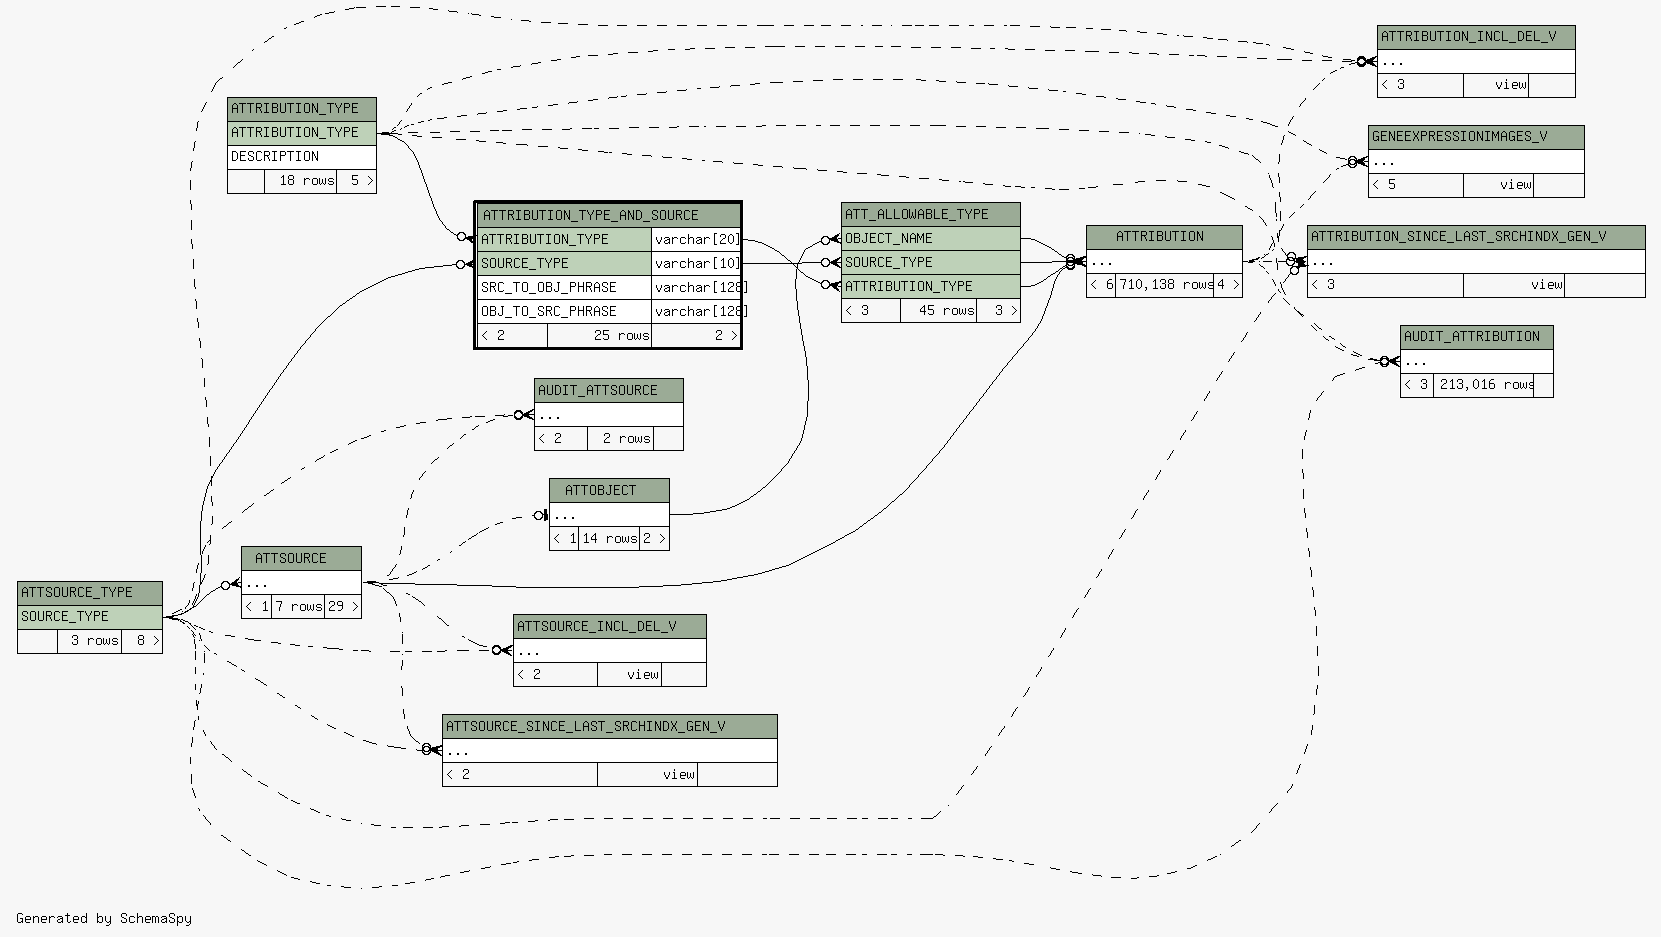 ATTRIBUTION_INCL_DEL_V
...
< 3 view
ATTRIBUTION_TYPE
ATTRIBUTION_TYPE
DESCRIPTION
18 rows 5 >
GENEEXPRESSIONIMAGES_V
...
< 5 view
ATTRIBUTION_TYPE_AND_SOURCE
ATTRIBUTION_TYPE varchar[20]
SOURCE_TYPE varchar[10]
SRC_TO_OBJ_PHRASE varchar[128]
OBJ_TO_SRC_PHRASE varchar[128]
< 2 25 rows 2 >
ATT_ALLOWABLE_TYPE
OBJECT_NAME
SOURCE_TYPE
ATTRIBUTION_TYPE
< 3 45 rows 3 >
ATTRIBUTION
...
< 6 710,138 rows 4 >
ATTRIBUTION_SINCE_LAST_SRCHINDX_GEN_V
...
< 3 view
AUDIT_ATTRIBUTION
...
< 3 213,016 rows
AUDIT_ATTSOURCE
...
< 2 2 rows
ATTOBJECT
...
< 1 14 rows 2 >
ATTSOURCE
...
< 1 7 rows 29 >
ATTSOURCE_TYPE
SOURCE_TYPE
3 rows 8 >
ATTSOURCE_INCL_DEL_V
...
< 2 view
ATTSOURCE_SINCE_LAST_SRCHINDX_GEN_V
...
< 2 view
Generated by SchemaSpy